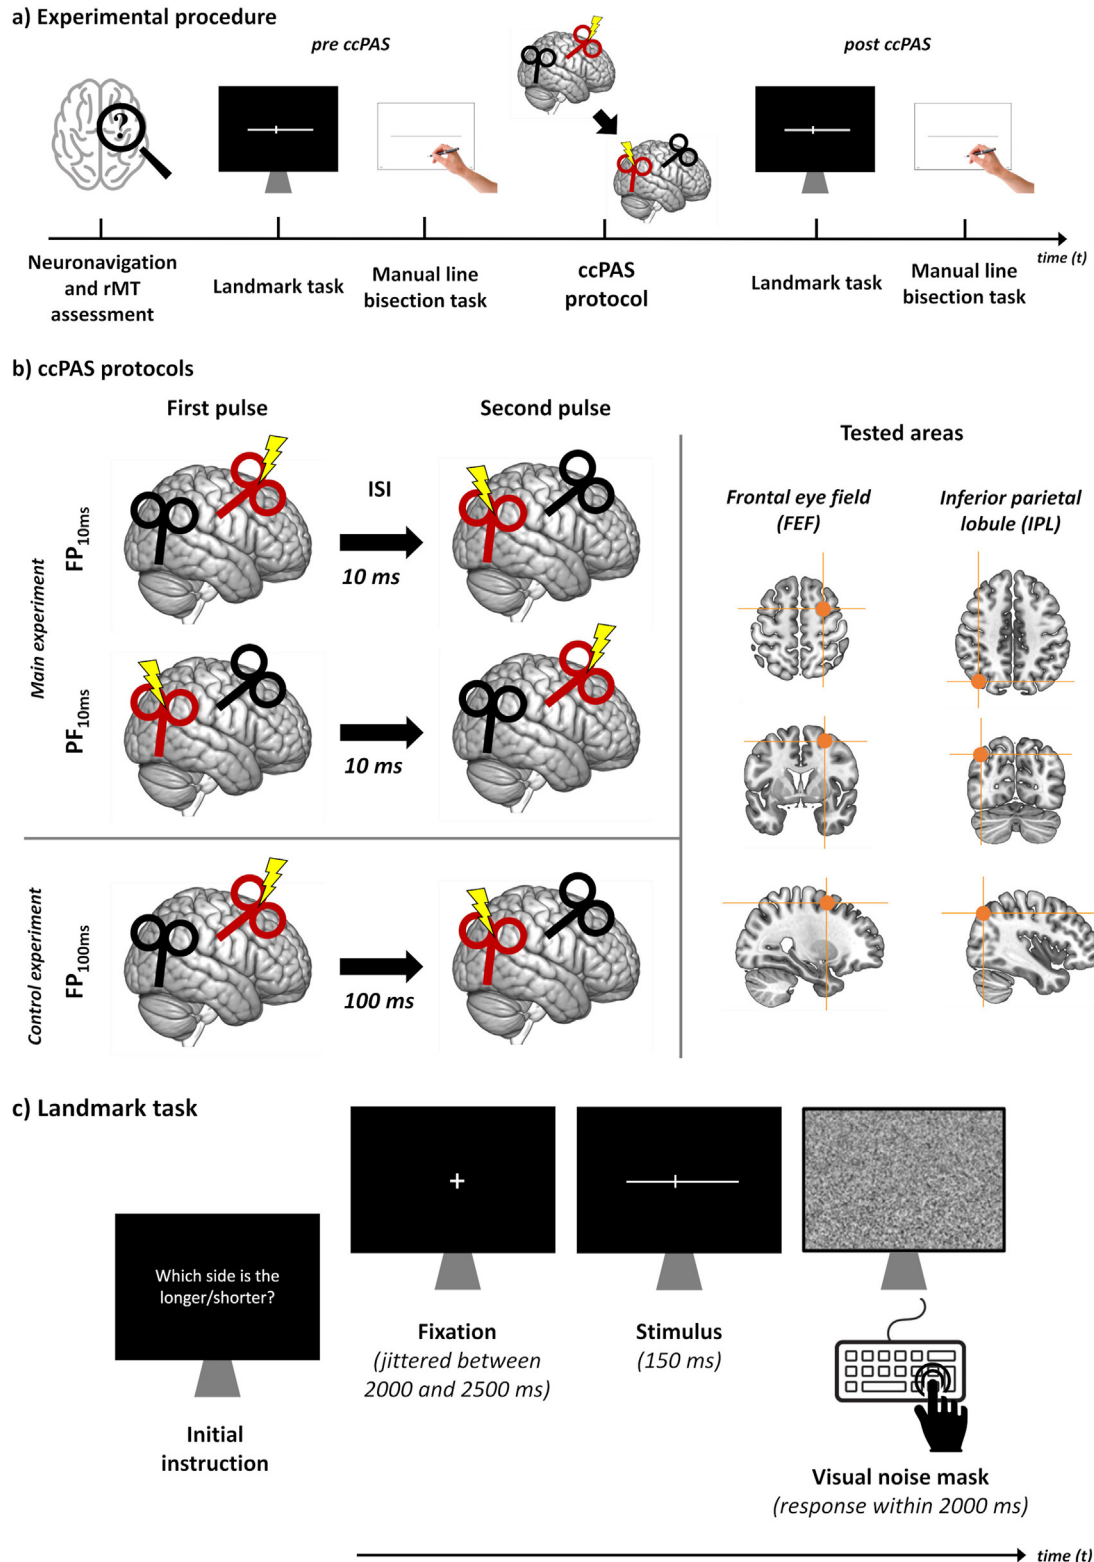 a) Experimental procedure
pre ccPAS
post ccPAS
?
time (t)
Neuronavigation
and rMT
assessment
Landmark task
Manual line
bisection task
ccPAS
protocol
Landmark task
Manual line
bisection task
b) ccPAS protocols
First pulse
Second pulse
Tested areas
Main experiment
FP10ms
ISI
10 ms
PF10ms
10 ms
Frontal eye field
(FEF)
Inferior parietal
lobule (IPL)
Control experiment
FP100ms
100 ms
c) Landmark task
Which side is the
longer/shorter?
Initial
instruction
Fixation
(jittered between
2000 and 2500 ms)
Stimulus
(150 ms)
Visual noise mask
(response within 2000 ms)
time (t)